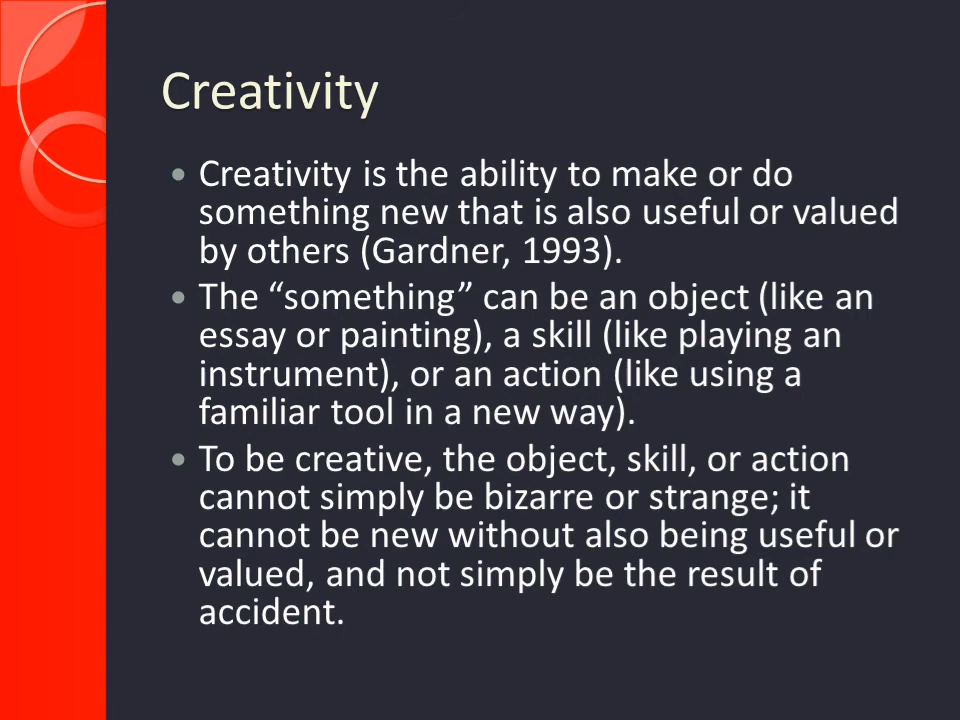 Creativity
• Creativity is the ability to make or do
something new that is also useful or valued
by others (Gardner, 1993).
• The “something” can be an object (like an
essay or painting), a skill (like playing an
instrument), or an action (like using a
familiar tool in a new way).
• To be creative, the object, skill, or action
cannot simply be bizarre or strange; it
cannot be new without also being useful or
valued, and not simply be the result of
accident.